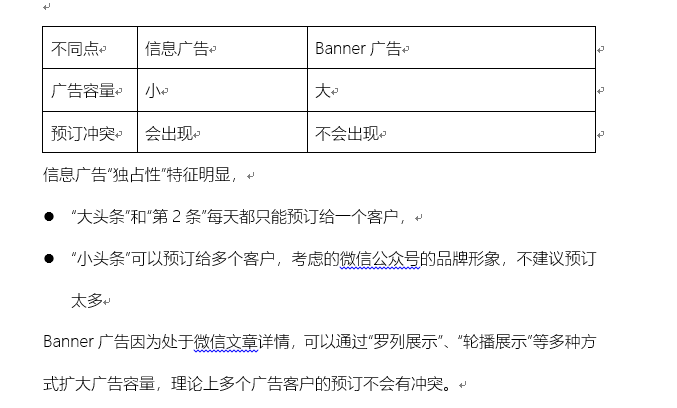 不同点 信息广告 Banner 广告
广告容量 小 大
预订冲突 会出现 不会出现
信息广告“独占性”特征明显，
● “大头条”和“第 2 条”每天都只能预订给一个客户，
● “小头条”可以预订给多个客户，考虑的微信公众号的品牌形象，不建议预订
太多
Banner 广告因为处于微信文章详情，可以通过“罗列展示”、“轮播展示”等多种方
式扩大广告容量，理论上多个广告客户的预订不会有冲突。